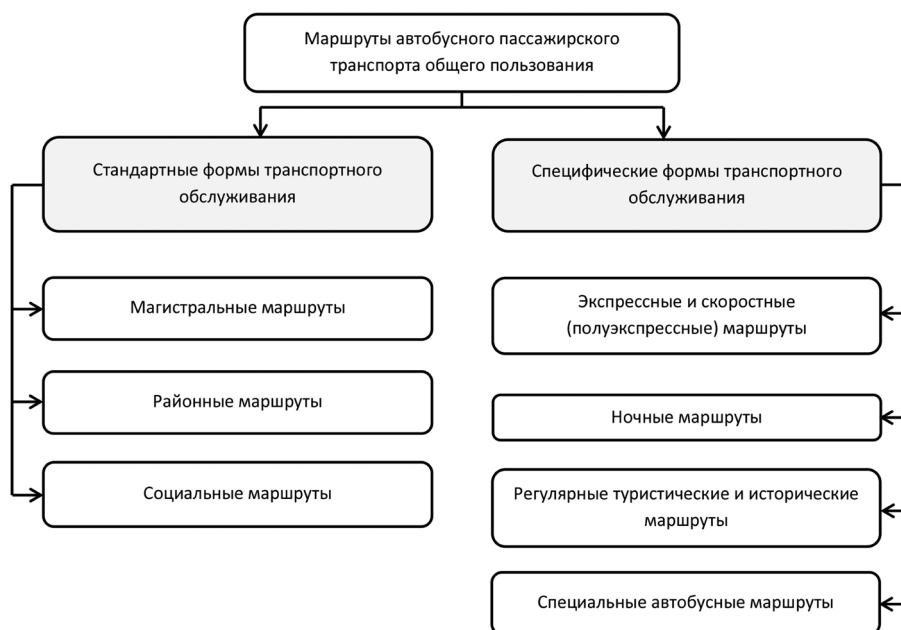 Маршруты автобусного пассажирского
транспорта общего пользования
Стандартные формы транспортного
обслуживания
Магистральные маршруты
Районные маршруты
Социальные маршруты
Специфические формы транспортного
обслуживания
Экспрессные и скоростные
(полуэкспрессные) маршруты
Ночные маршруты
Регулярные туристические и исторические
маршруты
Специальные автобусные маршруты